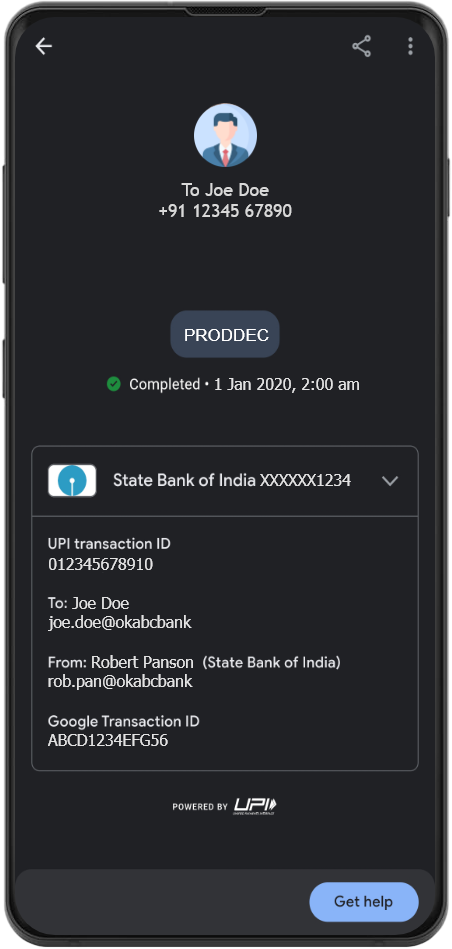 To Joe Doe
+91 12345 67890
PRODDEC
Completed • 1 Jan 2020, 2:00 am
State Bank of India XXXXXX1234
UPI transaction ID
012345678910
To: Joe Doe
joe.doe@okabcbank
From: Robert Panson (State Bank of India)
rob.pan@okabcbank
Google Transaction ID
ABCD1234EFG56
POWERED BY UPI
Get help